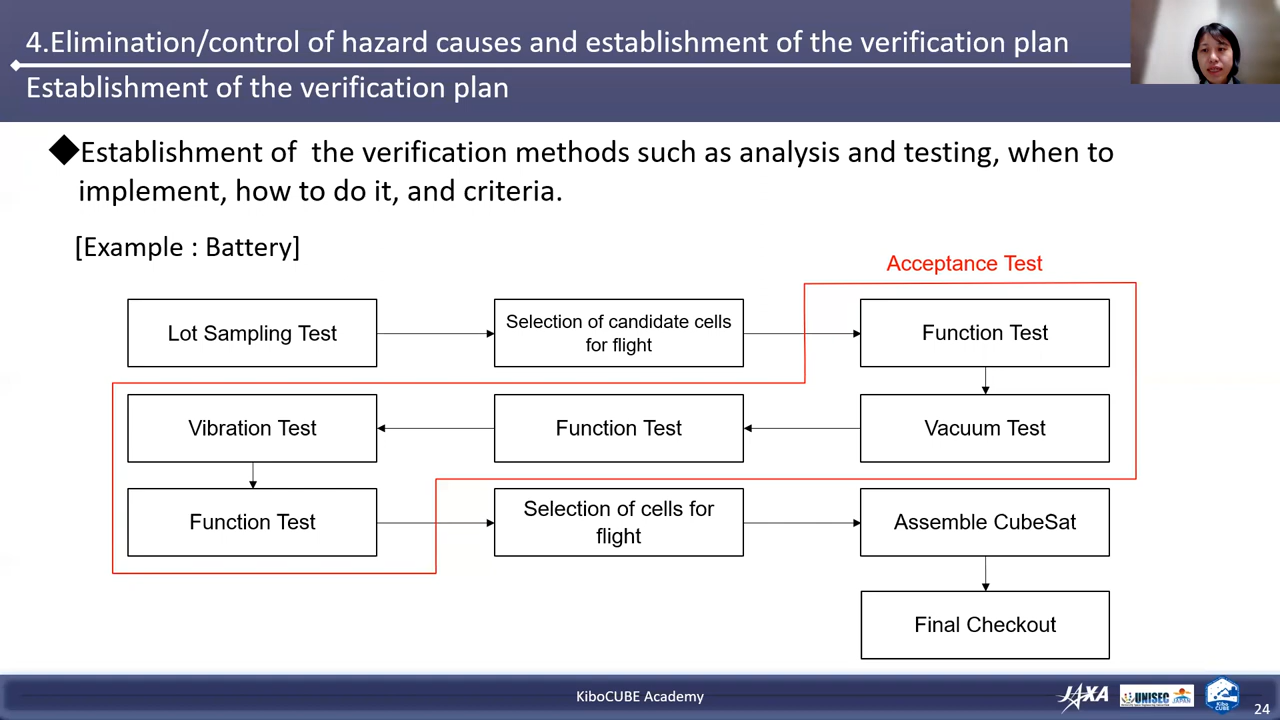 4.Elimination/control of hazard causes and establishment of the verification plan
Establishment of the verification plan
◆Establishment of the verification methods such as analysis and testing, when to
implement, how to do it, and criteria.
[Example : Battery]
Acceptance Test
Lot Sampling Test
Selection of candidate cells
for flight
Function Test
Vibration Test
Function Test
Vacuum Test
Function Test
Selection of cells for
flight
Assemble CubeSat
Final Checkout
KiboCUBE Academy
JAXA
UNISEC
JAPAN
Kibo
CUBE
24